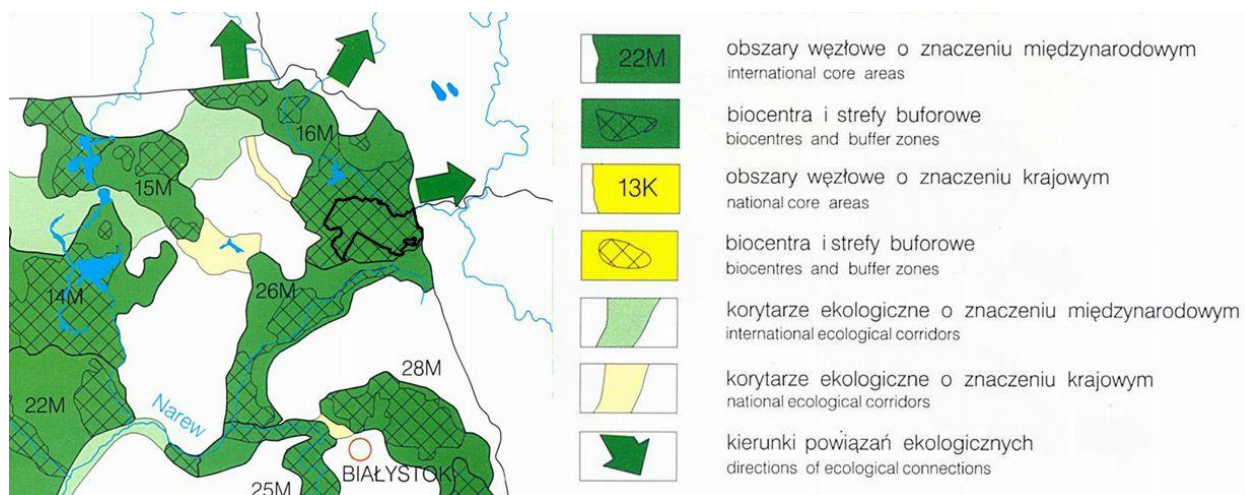 16M
15M
14M
26M
22M
28M
Narew
BIAŁYSTOK
25M
22M
obszary węzłowe o znaczeniu międzynarodowym
international core areas
biocentra i strefy buforowe
biocentres and buffer zones
13K
obszary węzłowe o znaczeniu krajowym
national core areas
biocentra i strefy buforowe
biocentres and buffer zones
korytarze ekologiczne o znaczeniu międzynarodowym
international ecological corridors
korytarze ekologiczne o znaczeniu krajowym
national ecological corridors
kierunki powiązań ekologicznych
directions of ecological connections